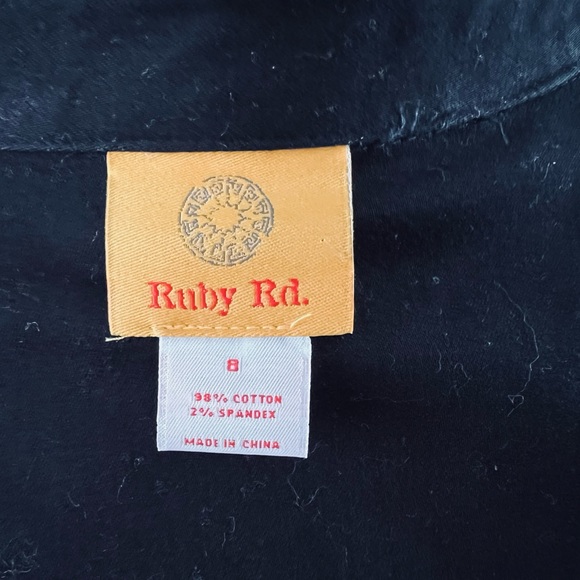 Ruby Rd.
8
98% COTTON
2% SPANDEX
MADE IN CHINA